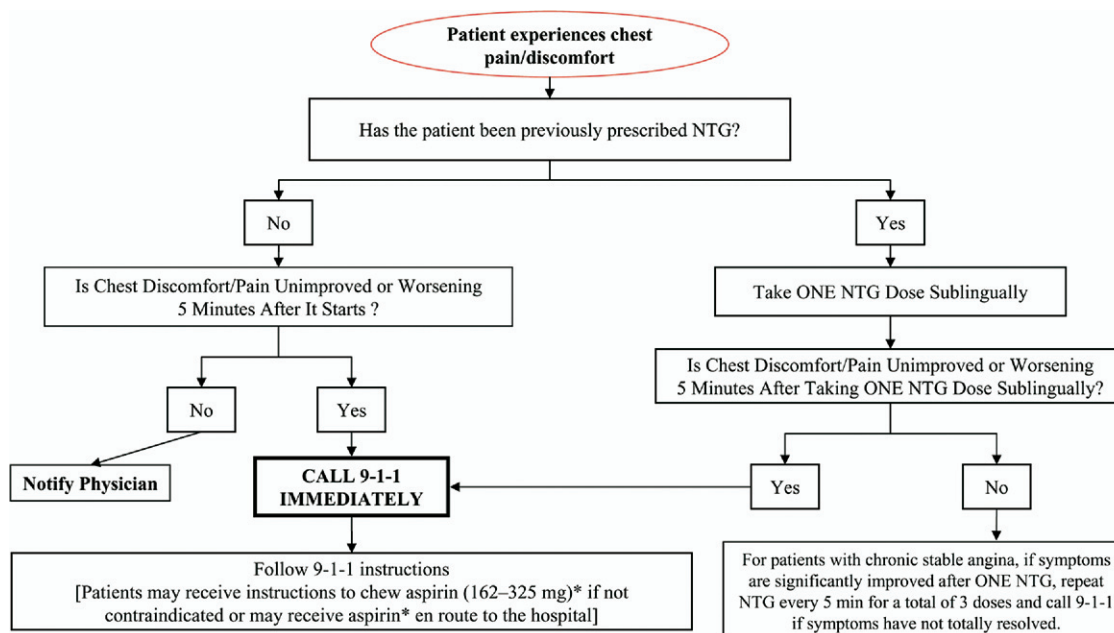 Patient experiences chest
pain/discomfort
Has the patient been previously prescribed NTG?
No
Yes
Is Chest Discomfort/Pain Unimproved or Worsening
5 Minutes After It Starts ?
Take ONE NTG Dose Sublingually
No
Yes
Is Chest Discomfort/Pain Unimproved or Worsening
5 Minutes After Taking ONE NTG Dose Sublingually?
Notify Physician
CALL 9-1-1
IMMEDIATELY
Yes
No
Follow 9-1-1 instructions
[Patients may receive instructions to chew aspirin (162–325 mg)* if not
contraindicated or may receive aspirin* en route to the hospital]
For patients with chronic stable angina, if symptoms
are significantly improved after ONE NTG, repeat
NTG every 5 min for a total of 3 doses and call 9-1-1
if symptoms have not totally resolved.